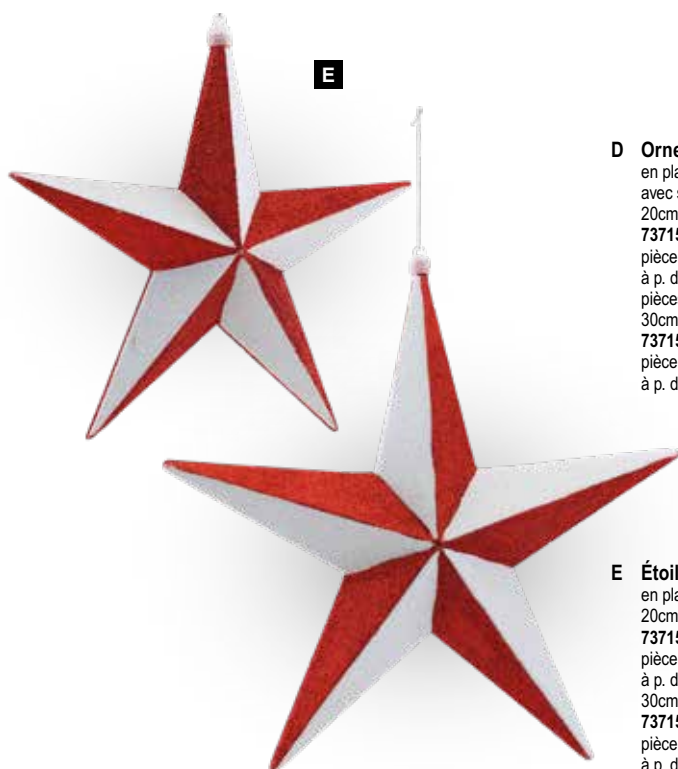 E
D Orne
en pla
avec s
20cm
73715
pièce
à p. d
pièce
30cm
73715
pièce
à p. d
E Étoil
en pla
20cm
73715
pièce
à p. d
30cm
73715
pièce
à p. d